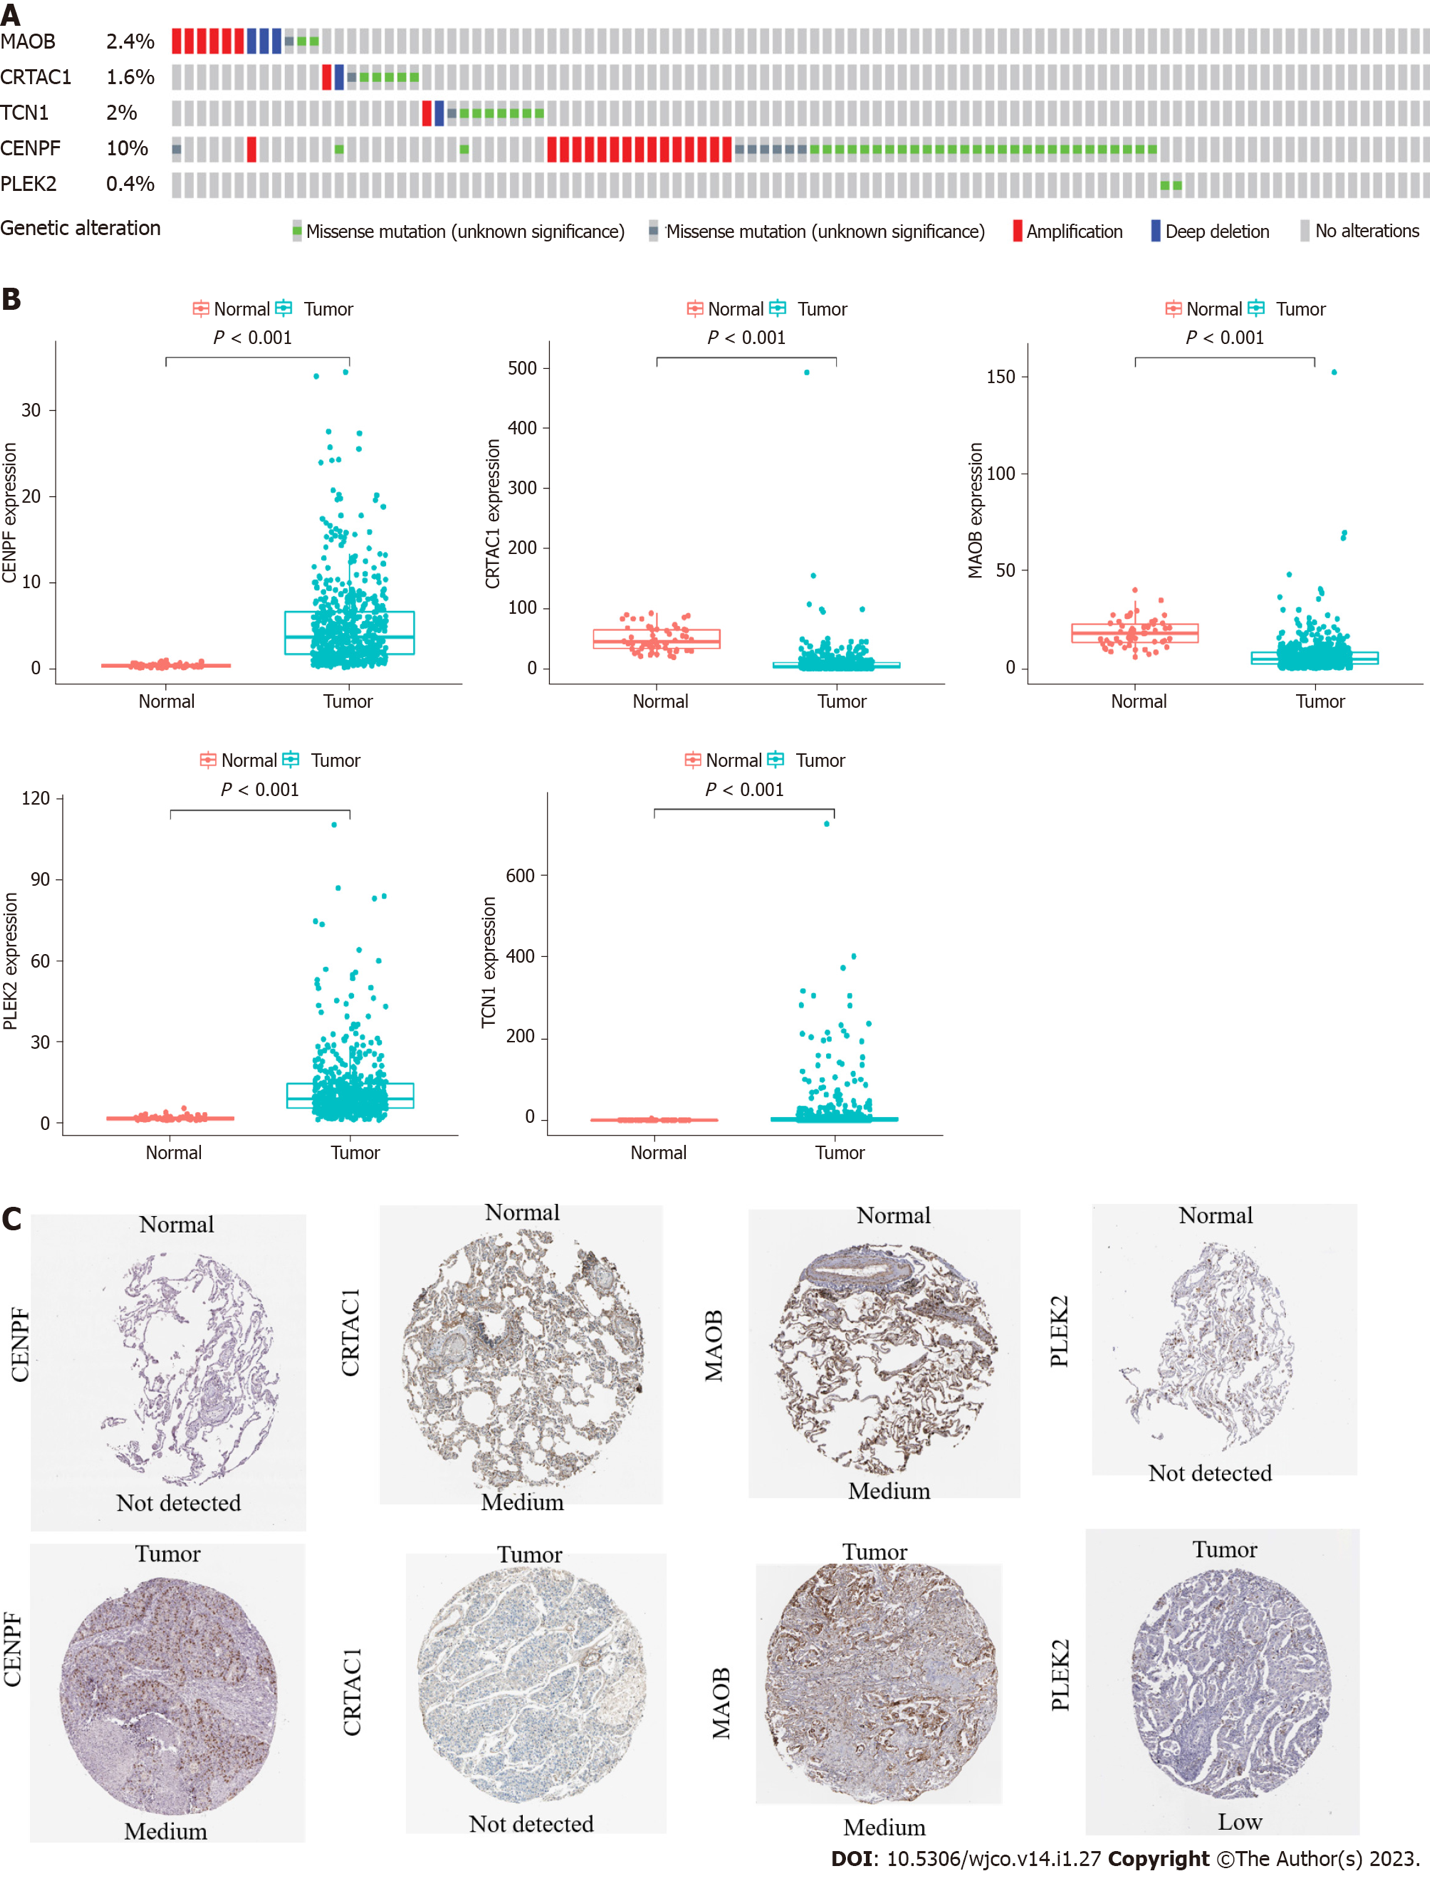 A
MAOB 2.4%
CRTAC1 1.6%
TCN1 2%
CENPF 10%
PLEK2 0.4%
Genetic alteration Missense mutation (unknown significance) Missense mutation (unknown significance) Amplification Deep deletion No alterations
B
Normal Tumor
P < 0.001
CENPF expression
30
20
10
0
Normal Tumor
Normal Tumor
P < 0.001
CRTAC1 expression
500
400
300
200
100
0
Normal Tumor
Normal Tumor
P < 0.001
MAOB expression
150
100
50
0
Normal Tumor
Normal Tumor
P < 0.001
PLEK2 expression
120
90
60
30
0
Normal Tumor
Normal Tumor
P < 0.001
TCN1 expression
600
400
200
0
Normal Tumor
C
Normal
CENPF
Not detected
Normal
CRTAC1
Medium
Normal
MAOB
Medium
Normal
PLEK2
Not detected
Tumor
CENPF
Medium
Tumor
CRTAC1
Not detected
Tumor
MAOB
Medium
Tumor
PLEK2
Low
DOI: 10.5306/wjco.v14.i1.27 Copyright ©The Author(s) 2023.